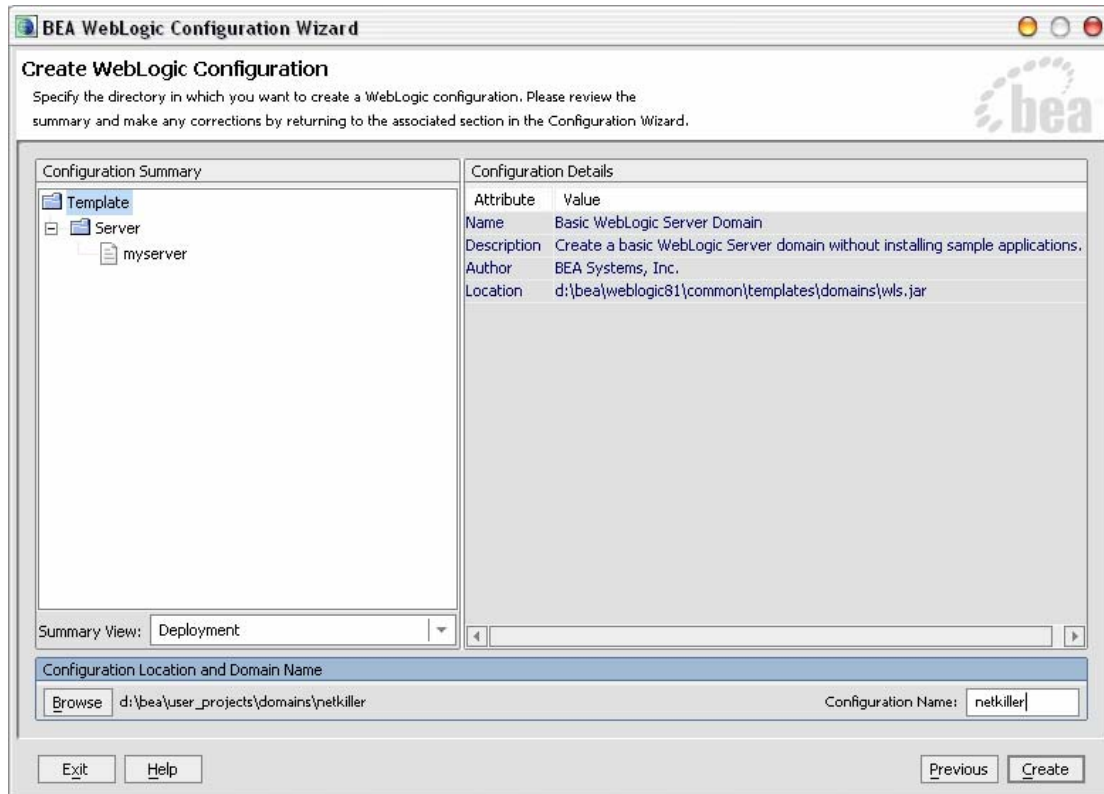 BEA WebLogic Configuration Wizard
Create WebLogic Configuration
Specify the directory in which you want to create a WebLogic configuration. Please review the
summary and make any corrections by returning to the associated section in the Configuration Wizard.
bea
Configuration Summary
Template
Server
myserver
Summary View: Deployment
Configuration Details
Attribute Value
Name Basic WebLogic Server Domain
Description Create a basic WebLogic Server domain without installing sample applications.
Author BEA Systems, Inc.
Location d:\bea\weblogic81\common\templates\domains\wls.jar
Configuration Location and Domain Name
Browse d:\bea\user_projects\domains\netkiller Configuration Name: netkiller
Exit Help Previous Create